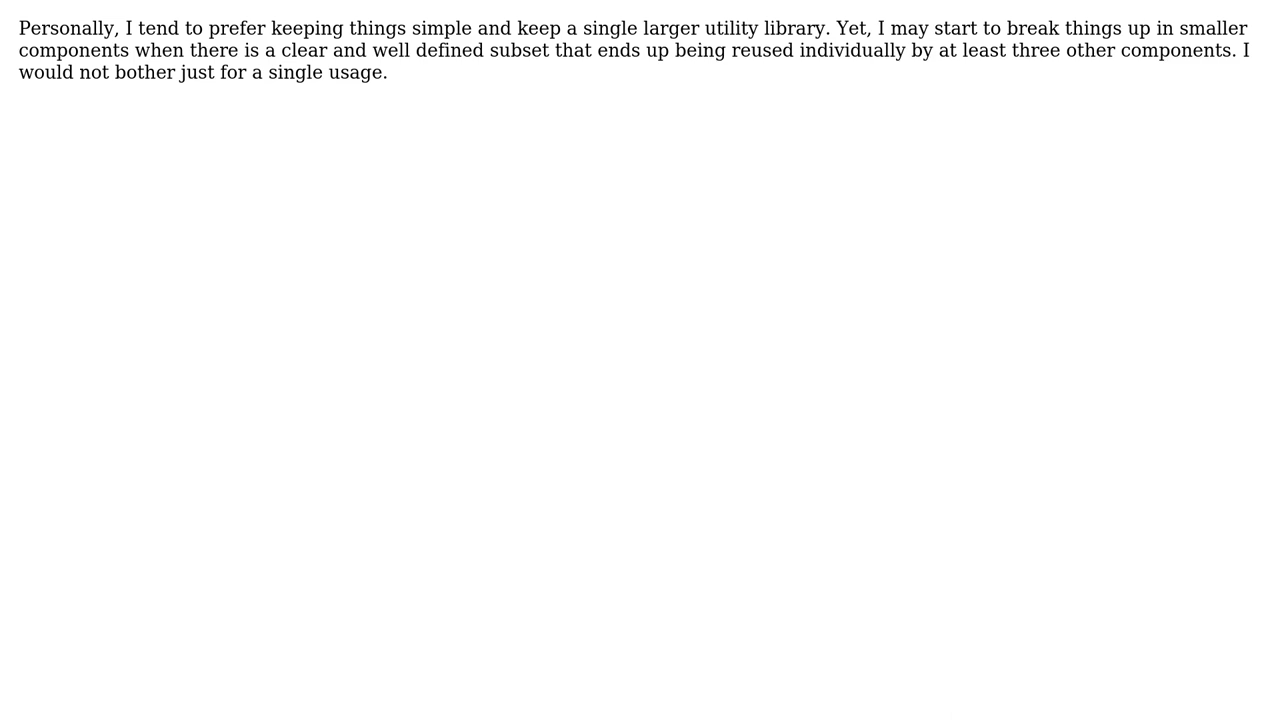 Personally, I tend to prefer keeping things simple and keep a single larger utility library. Yet, I may start to break things up in smaller
components when there is a clear and well defined subset that ends up being reused individually by at least three other components. I
would not bother just for a single usage.